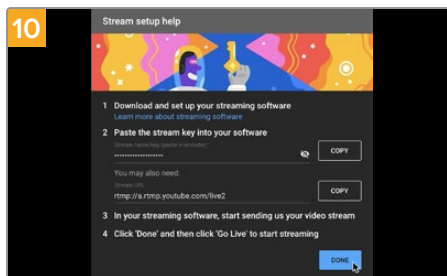 10
Stream setup help
1 Download and set up your streaming software
Learn more about streaming software
2 Paste the stream key into your software
Stream name/key (paste in encoder)
••••••••••••••••••••
COPY
You may also need:
Stream URL
rtmp://a.rtmp.youtube.com/live2
COPY
3 In your streaming software, start sending us your video stream
4 Click 'Done' and then click 'Go Live' to start streaming
DONE